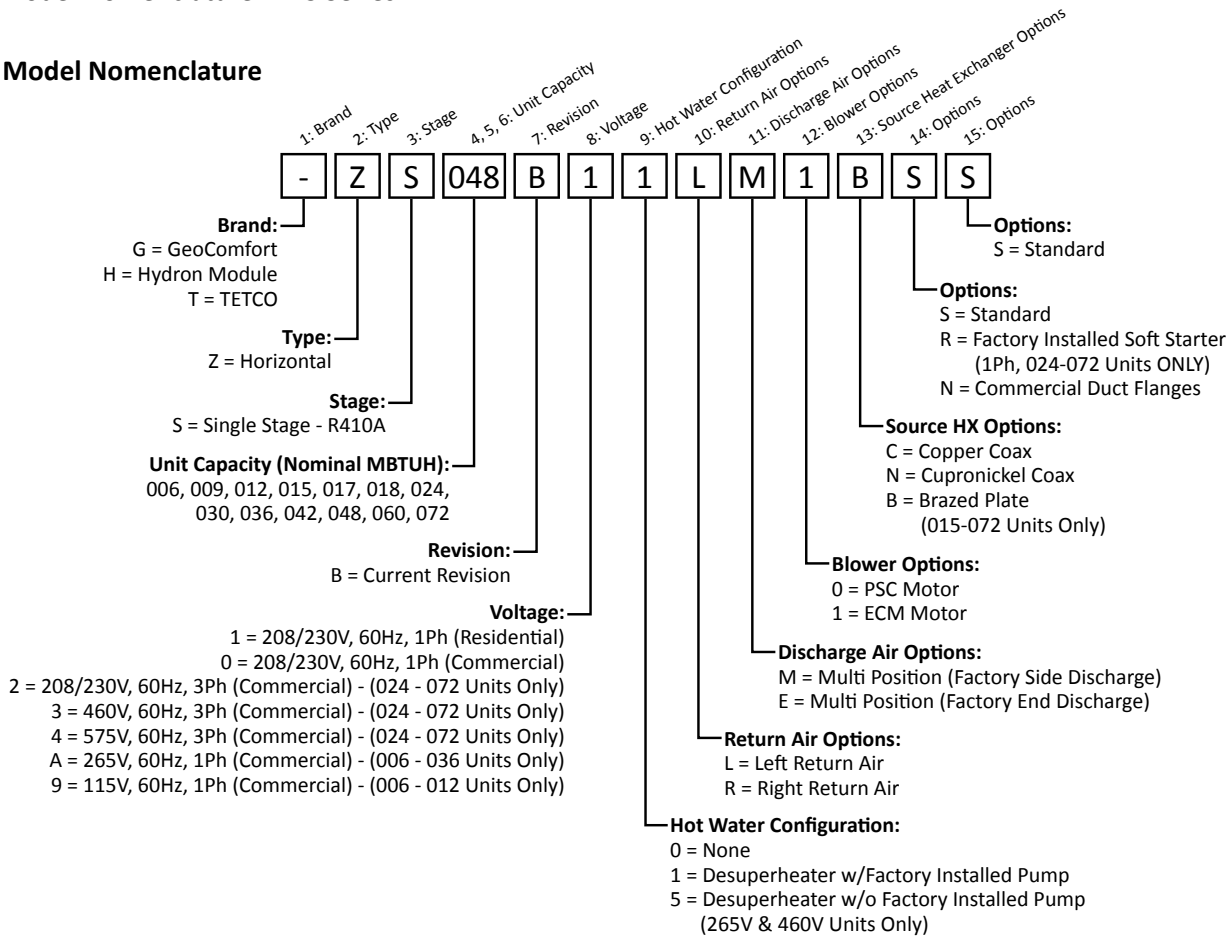 Model Nomenclature
1: Brand
2: Type
3: Stage
4, 5, 6: Unit Capacity
7: Revision
8: Voltage
9: Hot Water Configuration
10: Return Air Options
11: Discharge Air Options
12: Blower Options
13: Source Heat Exchanger Options
14: Options
15: Options
- Z S 048 B 1 1 L M 1 B S S
Brand:
G = GeoComfort
H = Hydron Module
T = TETCO
Type:
Z = Horizontal
Stage:
S = Single Stage - R410A
Unit Capacity (Nominal MBTUH):
006, 009, 012, 015, 017, 018, 024,
030, 036, 042, 048, 060, 072
Revision:
B = Current Revision
Voltage:
1 = 208/230V, 60Hz, 1Ph (Residential)
0 = 208/230V, 60Hz, 1Ph (Commercial)
2 = 208/230V, 60Hz, 3Ph (Commercial) - (024 - 072 Units Only)
3 = 460V, 60Hz, 3Ph (Commercial) - (024 - 072 Units Only)
4 = 575V, 60Hz, 3Ph (Commercial) - (024 - 072 Units Only)
A = 265V, 60Hz, 1Ph (Commercial) - (006 - 036 Units Only)
9 = 115V, 60Hz, 1Ph (Commercial) - (006 - 012 Units Only)
Options:
S = Standard
Options:
S = Standard
R = Factory Installed Soft Starter
(1Ph, 024-072 Units ONLY)
N = Commercial Duct Flanges
Source HX Options:
C = Copper Coax
N = Cupronickel Coax
B = Brazed Plate
(015-072 Units Only)
Blower Options:
0 = PSC Motor
1 = ECM Motor
Discharge Air Options:
M = Multi Position (Factory Side Discharge)
E = Multi Position (Factory End Discharge)
Return Air Options:
L = Left Return Air
R = Right Return Air
Hot Water Configuration:
0 = None
1 = Desuperheater w/Factory Installed Pump
5 = Desuperheater w/o Factory Installed Pump
(265V & 460V Units Only)